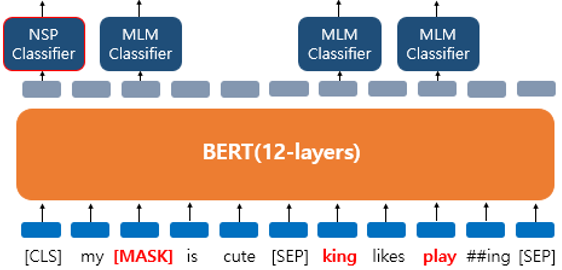 NSP
Classifier
MLM
Classifier
MLM
Classifier
MLM
Classifier
BERT(12-layers)
[CLS] my [MASK] is cute [SEP] king likes play ##ing [SEP]